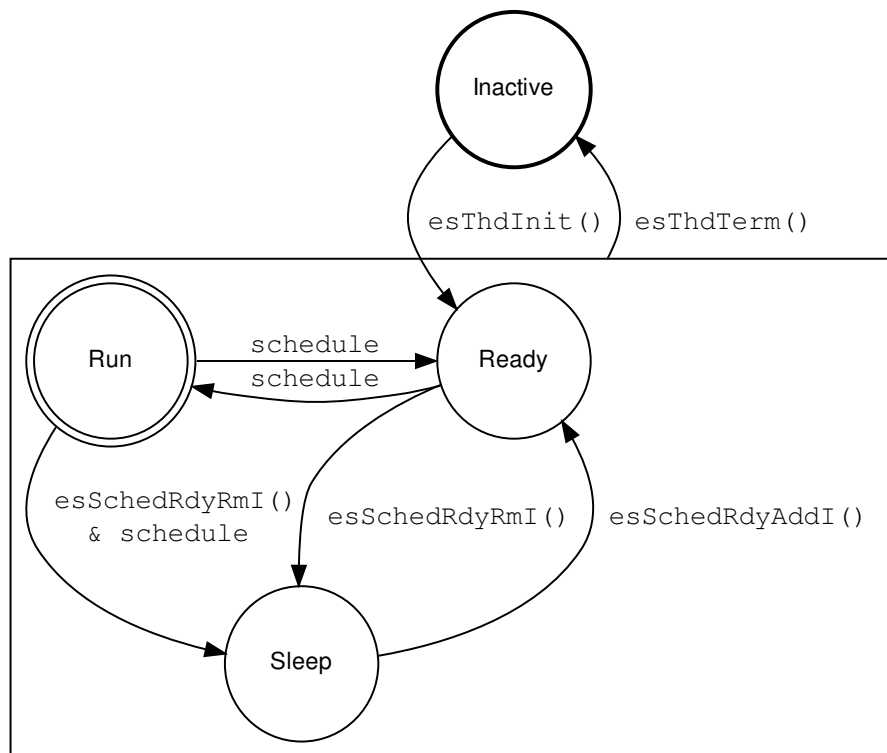 Inactive
esThdInit()
esThdTerm()
Run
schedule
schedule
Ready
esSchedRdyRmI()
& schedule
esSchedRdyRmI()
esSchedRdyAddI()
Sleep